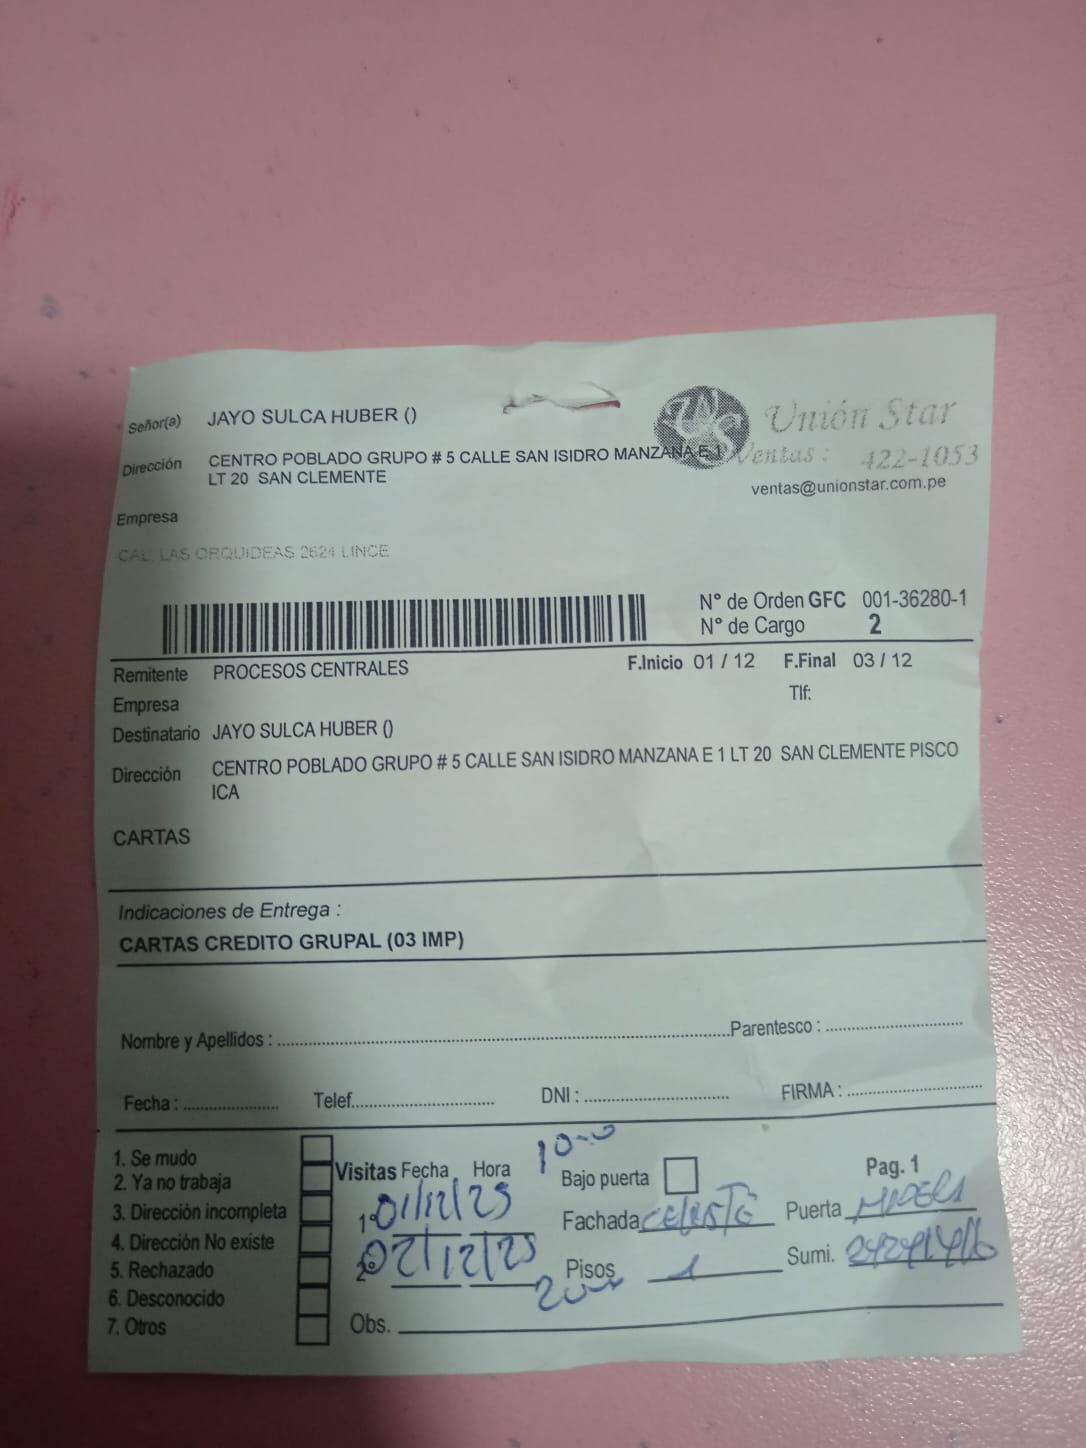 Señor(a) JAYO SULCA HUBER ()
UNS Unión Star
Dirección CENTRO POBLADO GRUPO # 5 CALLE SAN ISIDRO MANZANA E 1 Ventas : 422-1053
LT 20 SAN CLEMENTE
ventas@unionstar.com.pe
Empresa
CAL. LAS ORQUIDEAS 2624 LINCE
N° de Orden GFC 001-36280-1
N° de Cargo 2
Remitente PROCESOS CENTRALES F.Inicio 01 / 12 F.Final 03 / 12
Empresa Tlf:
Destinatario JAYO SULCA HUBER ()
Dirección CENTRO POBLADO GRUPO # 5 CALLE SAN ISIDRO MANZANA E 1 LT 20 SAN CLEMENTE PISCO
ICA
CARTAS
Indicaciones de Entrega :
CARTAS CREDITO GRUPAL (03 IMP)
Nombre y Apellidos : Parentesco :
Fecha : Telef. DNI : FIRMA :
1. Se mudo
2. Ya no trabaja
3. Dirección incompleta
4. Dirección No existe
5. Rechazado
6. Desconocido
7. Otros
Visitas Fecha Hora
1° 01/12/25
2° 02/12/25
Bajo puerta Pag. 1
Fachada CELESTE Puerta MADERA
Pisos 1 Sumi.
Obs.